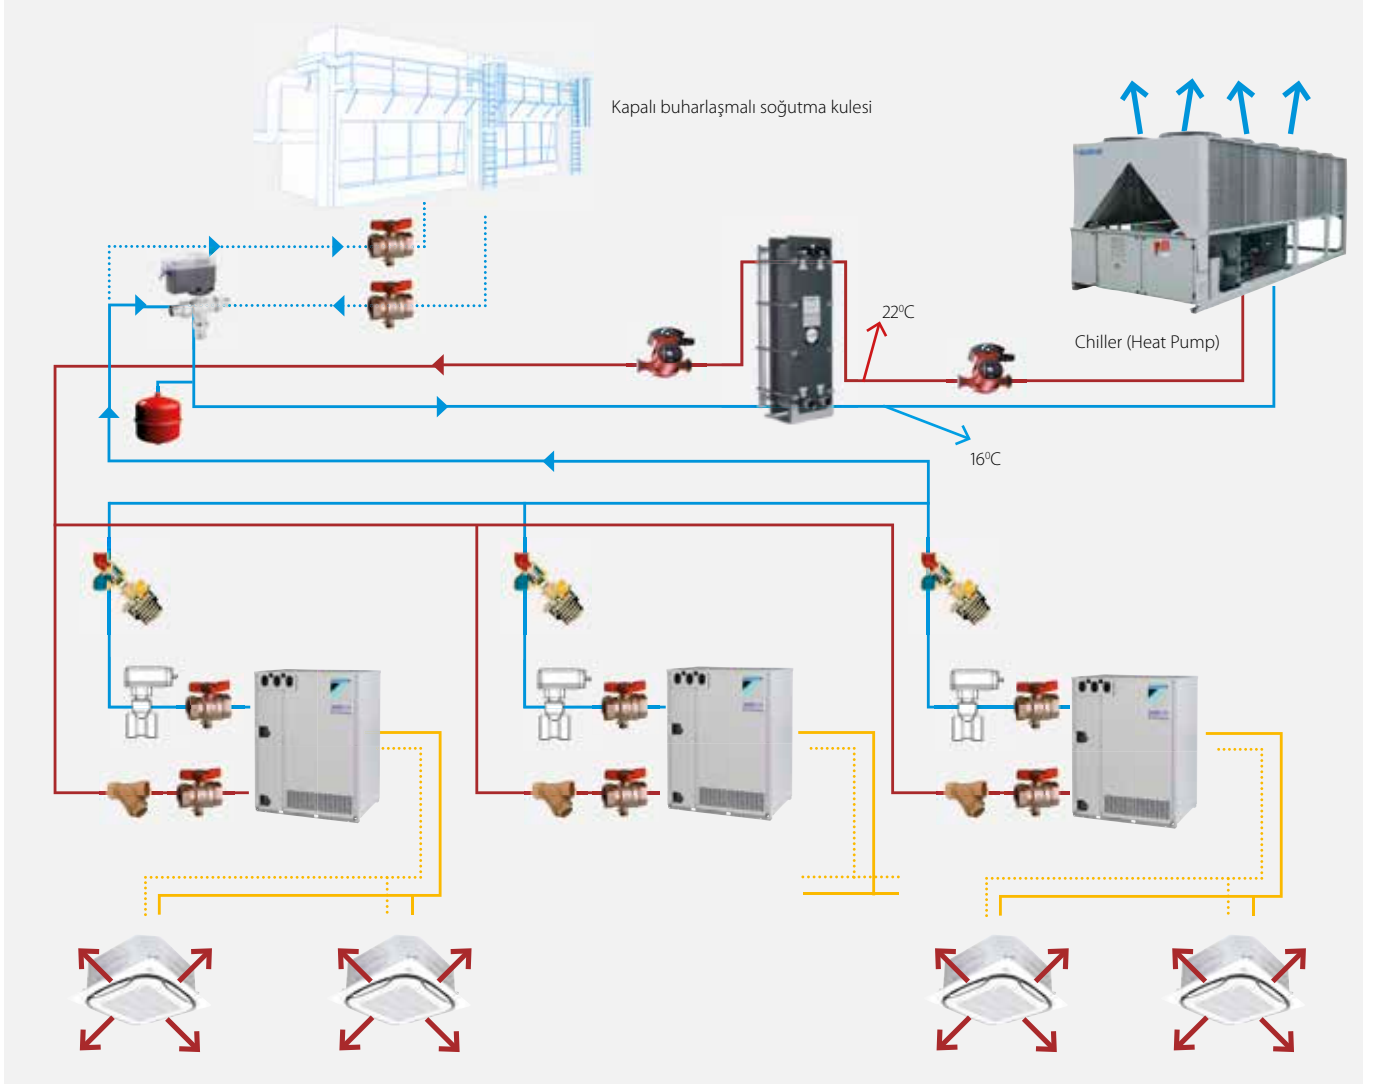 Kapalı buharlaşmalı soğutma kulesi
22⁰C
Chiller (Heat Pump)
16⁰C